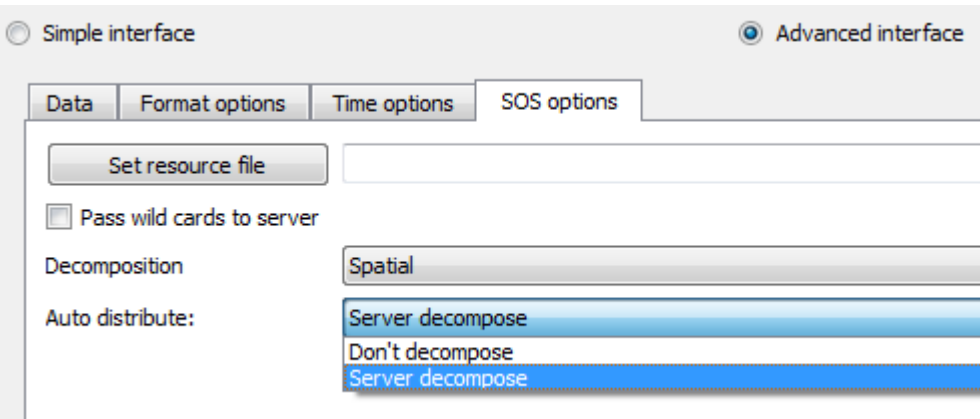 Simple interface Advanced interface
Data Format options Time options SOS options
Set resource file
Pass wild cards to server
Decomposition Spatial
Auto distribute: Server decompose
Don't decompose
Server decompose